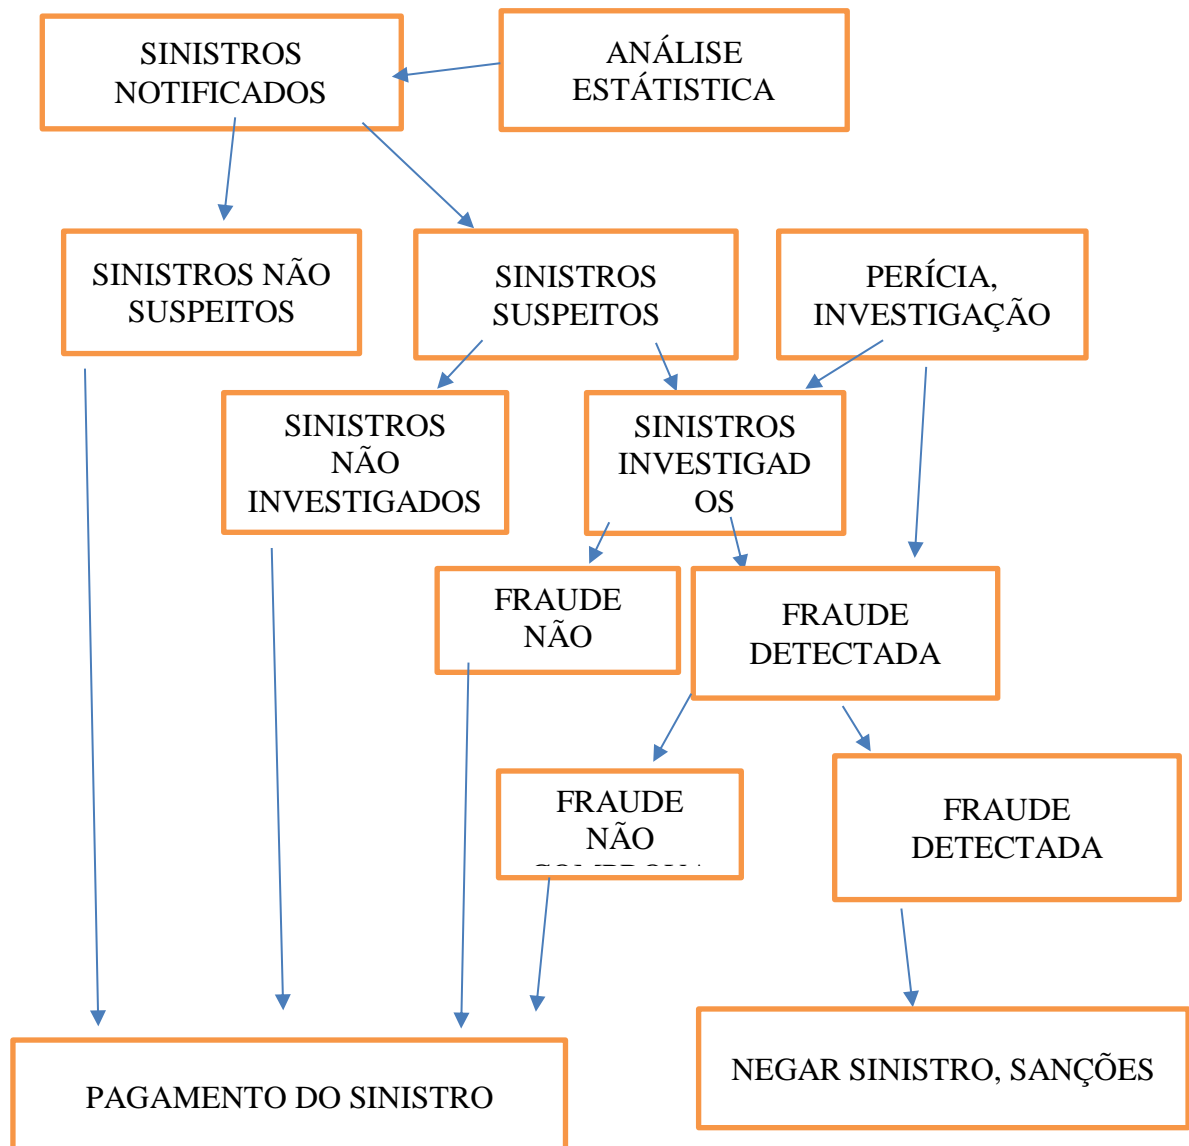 SINISTROS
NOTIFICADOS
ANÁLISE
ESTÁTISTICA
SINISTROS NÃO
SUSPEITOS
SINISTROS
SUSPEITOS
PERÍCIA,
INVESTIGAÇÃO
SINISTROS
NÃO
INVESTIGADOS
SINISTROS
INVESTIGAD
OS
FRAUDE
NÃO
FRAUDE
DETECTADA
FRAUDE
NÃO
FRAUDE
DETECTADA
NEGAR SINISTRO, SANÇÕES
PAGAMENTO DO SINISTRO